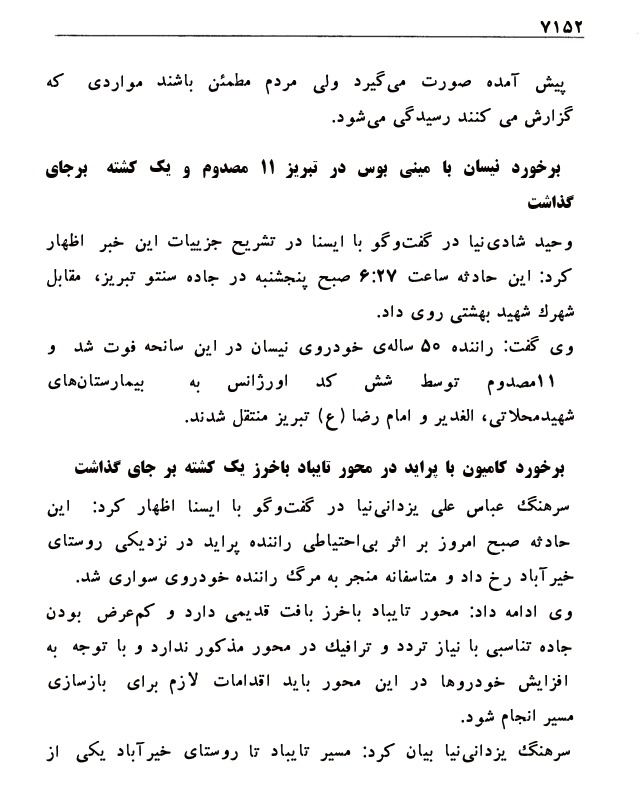 ۷۱۵۲
پیش آمده صورت می‌گیرد ولی مردم مطمئن باشند مواردی که
گزارش می کنند رسیدگی می‌شود.
برخورد نیسان با مینی بوس در تبریز ۱۱ مصدوم و یک کشته برجای
گذاشت
وحید شادی‌نیا در گفت‌وگو با ایسنا در تشریح جزییات این خبر اظهار
کرد: این حادثه ساعت ۶:۲۷ صبح پنجشنبه در جاده سنتو تبریز، مقابل
شهرک شهید بهشتی روی داد.
وی گفت: راننده ۵۰ ساله‌ی خودروی نیسان در این سانحه فوت شد و
۱۱مصدوم توسط شش کد اورژانس به بیمارستان‌های
شهیدمحلاتی، الغدیر و امام رضا (ع) تبریز منتقل شدند.
برخورد کامیون با پراید در محور تایباد باخرز یک کشته بر جای گذاشت
سرهنگ عباس علی یزدانی‌نیا در گفت‌وگو با ایسنا اظهار کرد: این
حادثه صبح امروز بر اثر بی‌احتیاطی راننده پراید در نزدیکی روستای
خیرآباد رخ داد و متاسفانه منجر به مرگ راننده خودروی سواری شد.
وی ادامه داد: محور تایباد باخرز بافت قدیمی دارد و کم‌عرض بودن
جاده تناسبی با نیاز تردد و ترافیک در محور مذکور ندارد و با توجه به
افزایش خودروها در این محور باید اقدامات لازم برای بازسازی
مسیر انجام شود.
سرهنگ یزدانی‌نیا بیان کرد: مسیر تایباد تا روستای خیرآباد یکی از